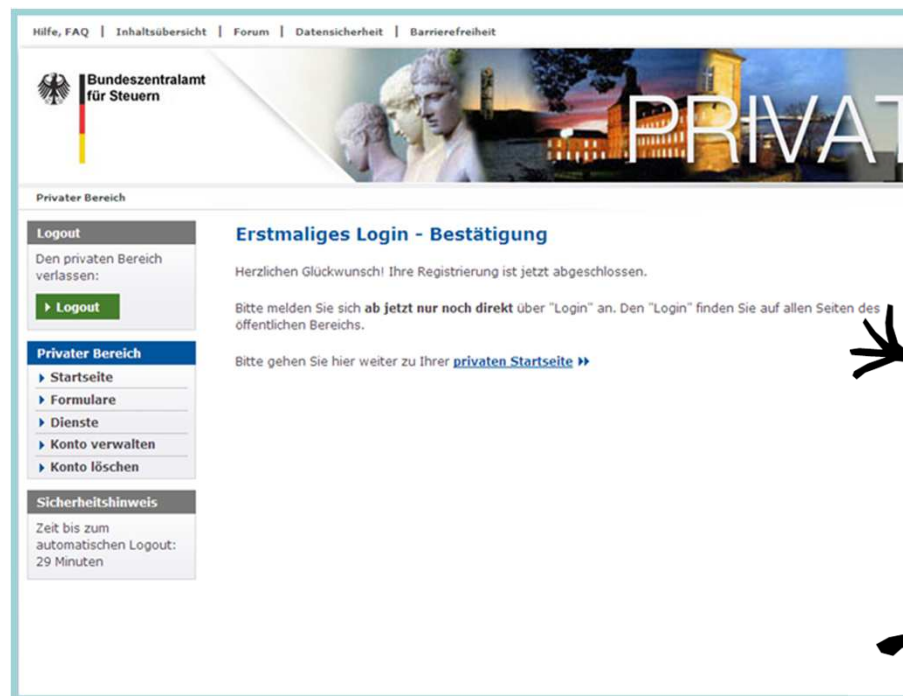 Hilfe, FAQ | Inhaltsübersicht | Forum | Datensicherheit | Barrierefreiheit
Bundeszentralamt
für Steuern
PRIVAT
Privater Bereich
Logout
Den privaten Bereich
verlassen:
Logout
Privater Bereich
Startseite
Formulare
Dienste
Konto verwalten
Konto löschen
Sicherheitshinweis
Zeit bis zum
automatischen Logout:
29 Minuten
Erstmaliges Login - Bestätigung
Herzlichen Glückwunsch! Ihre Registrierung ist jetzt abgeschlossen.
Bitte melden Sie sich ab jetzt nur noch direkt über "Login" an. Den "Login" finden Sie auf allen Seiten des
öffentlichen Bereichs.
Bitte gehen Sie hier weiter zu Ihrer privaten Startseite